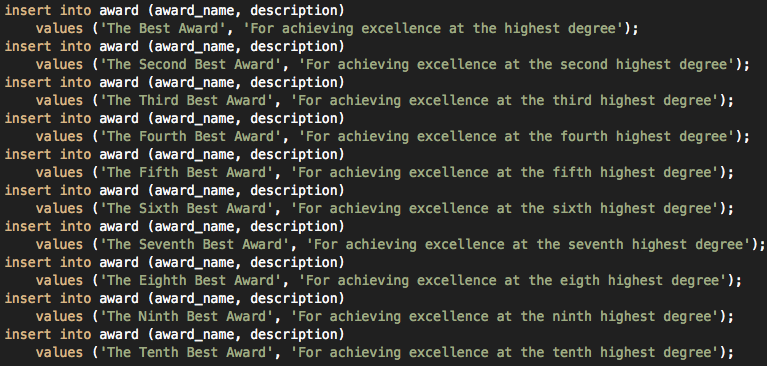 insert into award (award_name, description)
    values ('The Best Award', 'For achieving excellence at the highest degree');
insert into award (award_name, description)
    values ('The Second Best Award', 'For achieving excellence at the second highest degree');
insert into award (award_name, description)
    values ('The Third Best Award', 'For achieving excellence at the third highest degree');
insert into award (award_name, description)
    values ('The Fourth Best Award', 'For achieving excellence at the fourth highest degree');
insert into award (award_name, description)
    values ('The Fifth Best Award', 'For achieving excellence at the fifth highest degree');
insert into award (award_name, description)
    values ('The Sixth Best Award', 'For achieving excellence at the sixth highest degree');
insert into award (award_name, description)
    values ('The Seventh Best Award', 'For achieving excellence at the seventh highest degree');
insert into award (award_name, description)
    values ('The Eighth Best Award', 'For achieving excellence at the eigth highest degree');
insert into award (award_name, description)
    values ('The Ninth Best Award', 'For achieving excellence at the ninth highest degree');
insert into award (award_name, description)
    values ('The Tenth Best Award', 'For achieving excellence at the tenth highest degree');